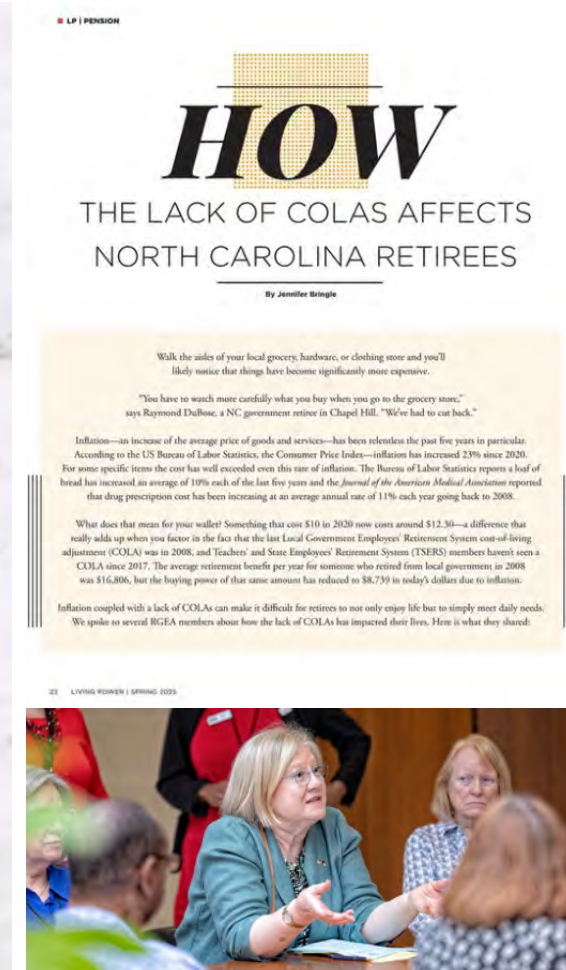 LP | PENSION
HOW
THE LACK OF COLAS AFFECTS
NORTH CAROLINA RETIREES
By Jennifer Bringle
Walk the aisles of your local grocery, hardware, or clothing store and you'll
likely notice that things have become significantly more expensive.
"You have to watch more carefully what you buy when you go to the grocery store,"
says Raymond DuBose, a NC government retiree in Chapel Hill. "We've had to cut back."
Inflation—an increase of the average price of goods and services—has been relentless the past five years in particular.
According to the US Bureau of Labor Statistics, the Consumer Price Index—inflation has increased 23% since 2020.
For some specific items the cost has well exceeded even this rate of inflation. The Bureau of Labor Statistics reports a loaf of
bread has increased an average of 10% each of the last five years and the Journal of the American Medical Association reported
that drug prescription cost has been increasing at an average annual rate of 11% each year going back to 2008.
What does that mean for your wallet? Something that cost $10 in 2020 now costs around $12.30—a difference that
really adds up when you factor in the fact that the last Local Government Employees' Retirement System cost-of-living
adjustment (COLA) was in 2008, and Teachers' and State Employees' Retirement System (TSERS) members haven't seen a
COLA since 2017. The average retirement benefit per year for someone who retired from local government in 2008
was $16,806, but the buying power of that same amount has reduced to $8,739 in today's dollars due to inflation.
Inflation coupled with a lack of COLAs can make it difficult for retirees to not only enjoy life but to simply meet daily needs.
We spoke to several RGEA members about how the lack of COLAs has impacted their lives. Here is what they shared:
22 LIVING POWER | SPRING 2025